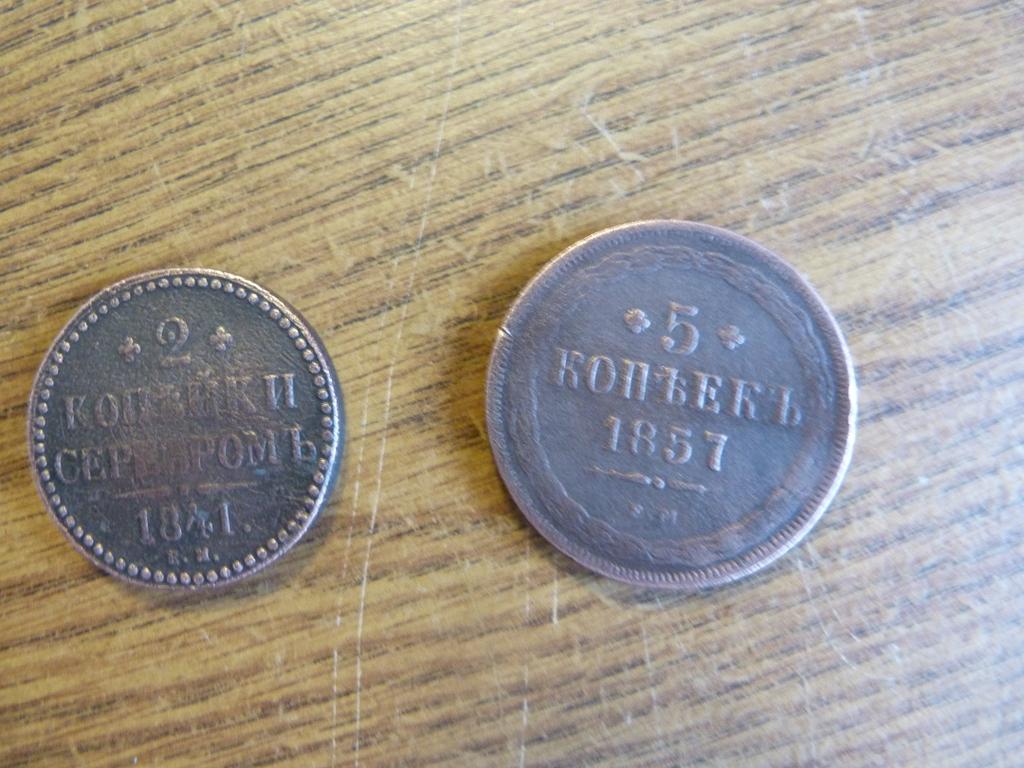 2
КОПѢЙКИ
СЕРЕБРОМЪ
1841.
Е. М.
5
КОПѢЕКЪ
1857
Е М